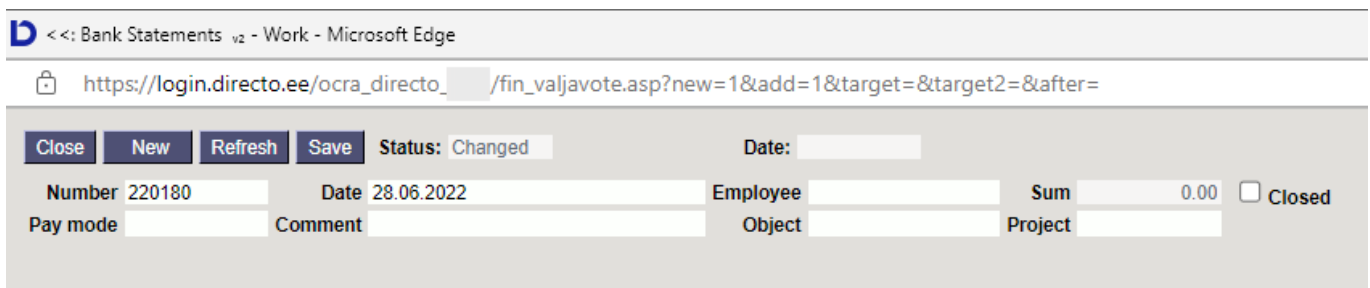 <<: Bank Statements v2 - Work - Microsoft Edge
https://login.directo.ee/ocra_directo_ /fin_valjavote.asp?new=1&add=1&target=&target2=&after=
Close New Refresh Save Status: Changed Date:
Number 220180 Date 28.06.2022 Employee Sum 0.00 Closed
Pay mode Comment Object Project